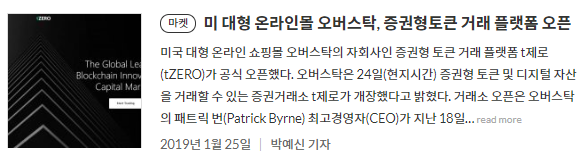 tZERO
The Global Lea
Blockchain Innov
Capital Mar
마켓
미 대형 온라인몰 오버스탁, 증권형토큰 거래 플랫폼 오픈
미국 대형 온라인 쇼핑몰 오버스탁의 자회사인 증권형 토큰 거래 플랫폼 t제로
(tZERO)가 공식 오픈했다. 오버스탁은 24일(현지시간) 증권형 토큰 및 디지털 자산
을 거래할 수 있는 증권거래소 t제로가 개장했다고 밝혔다. 거래소 오픈은 오버스탁
의 패트릭 번(Patrick Byrne) 최고경영자(CEO)가 지난 18일... read more
2019년 1월 25일 | 박예신 기자